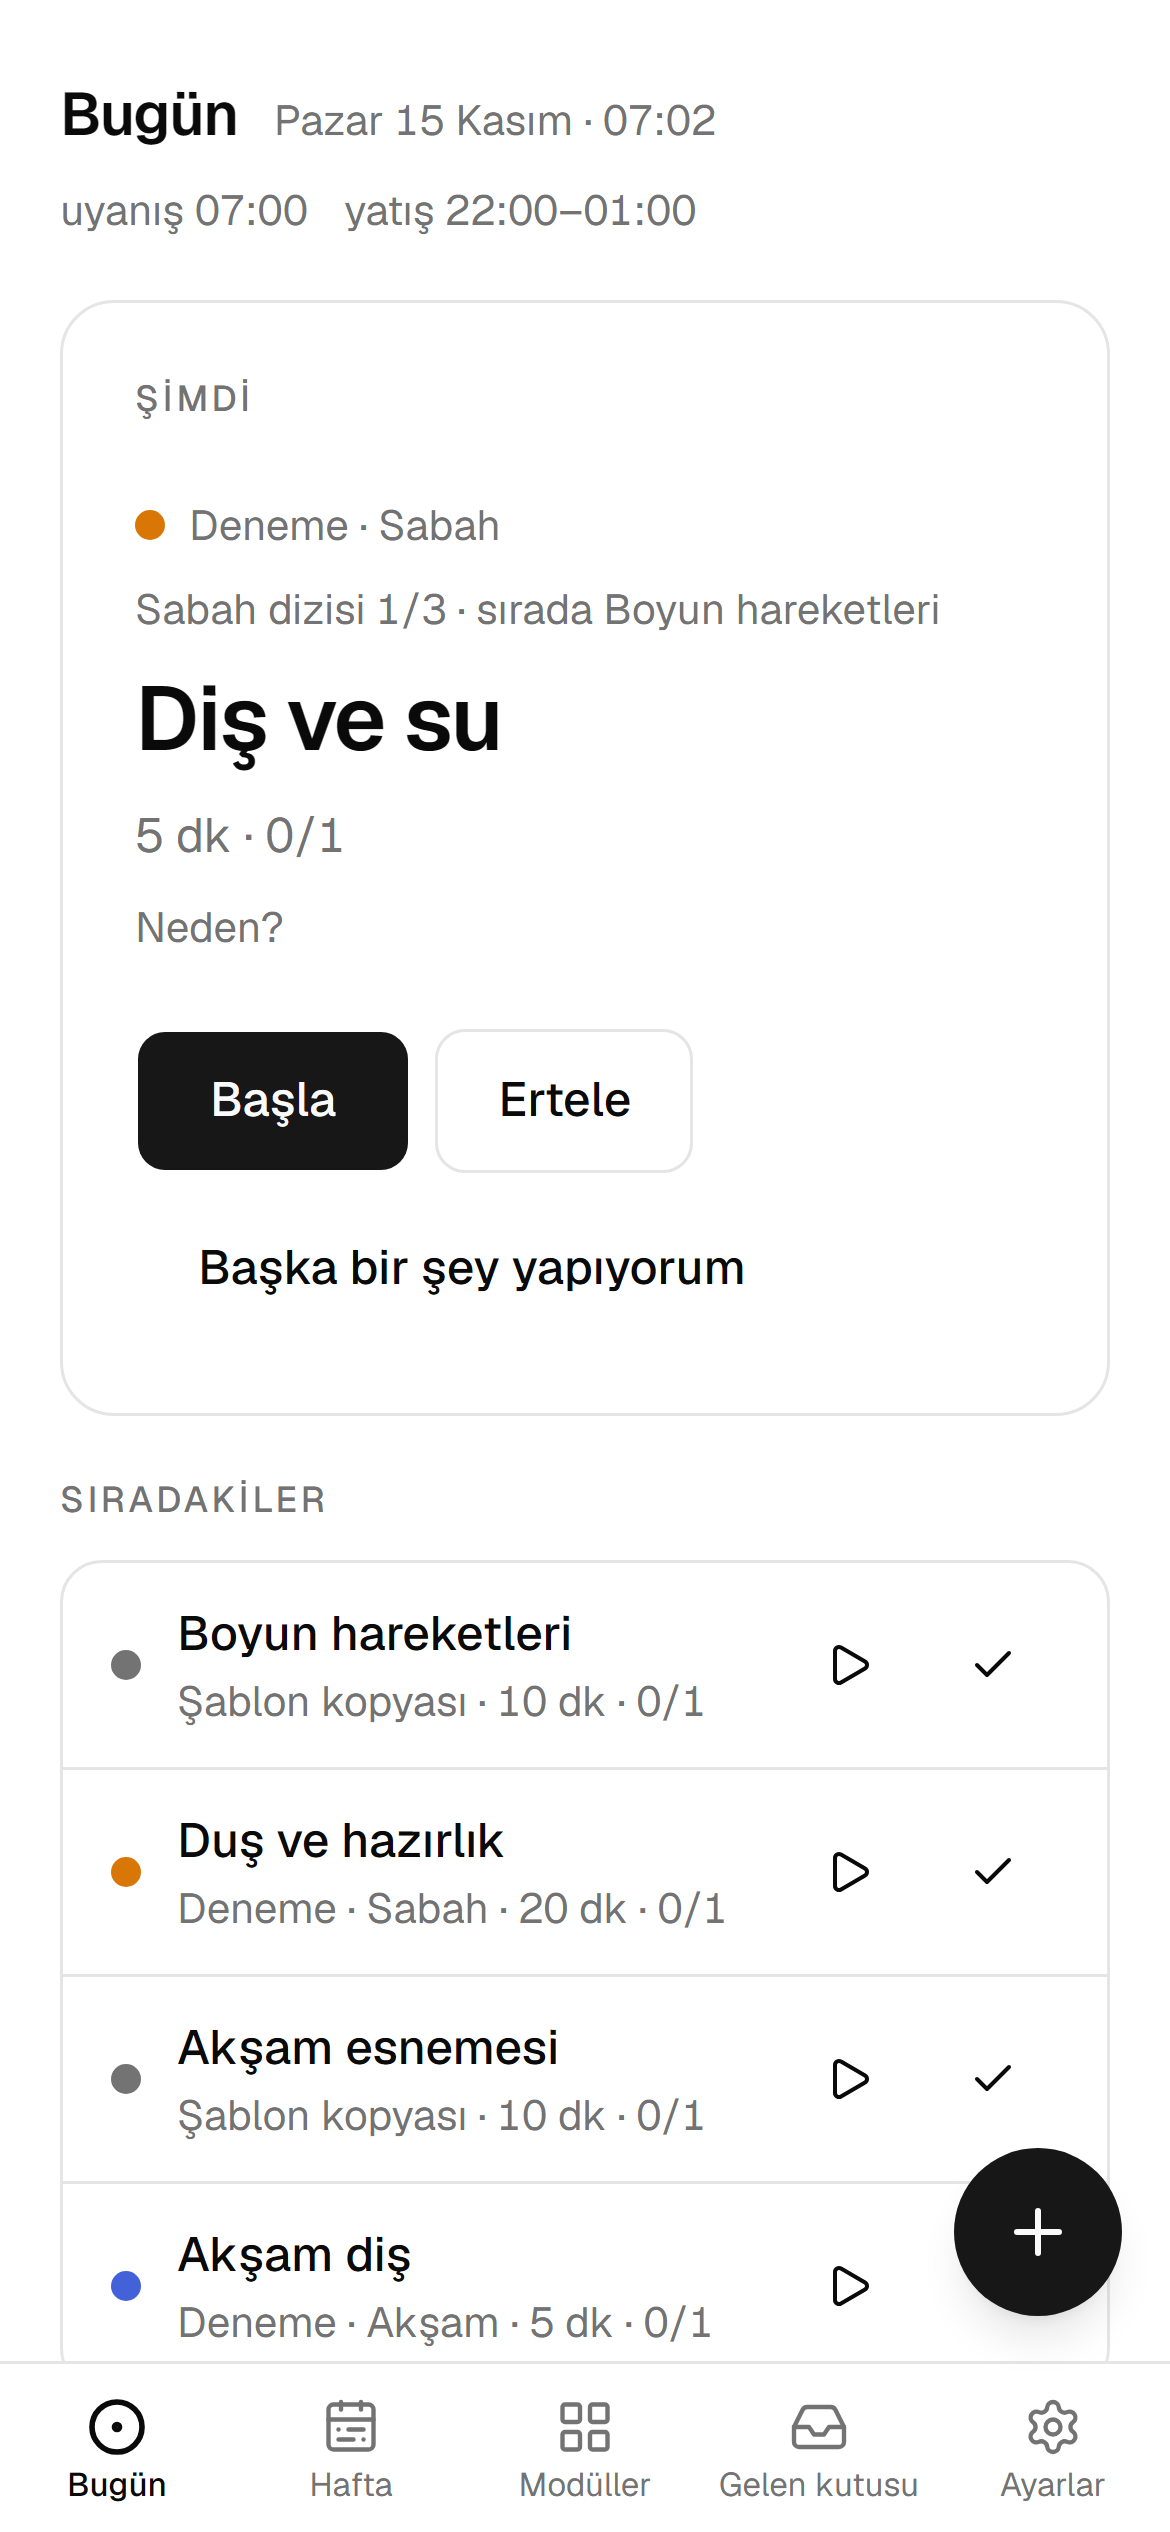 Bugün Pazar 15 Kasım · 07:02
uyanış 07:00 yatış 22:00–01:00
ŞİMDİ
Deneme · Sabah
Sabah dizisi 1/3 · sırada Boyun hareketleri
Diş ve su
5 dk · 0/1
Neden?
Başla Ertele
Başka bir şey yapıyorum
SIRADAKİLER
Boyun hareketleri
Şablon kopyası · 10 dk · 0/1
Duş ve hazırlık
Deneme · Sabah · 20 dk · 0/1
Akşam esnemesi
Şablon kopyası · 10 dk · 0/1
Akşam diş
Deneme · Akşam · 5 dk · 0/1
Bugün Hafta Modüller Gelen kutusu Ayarlar